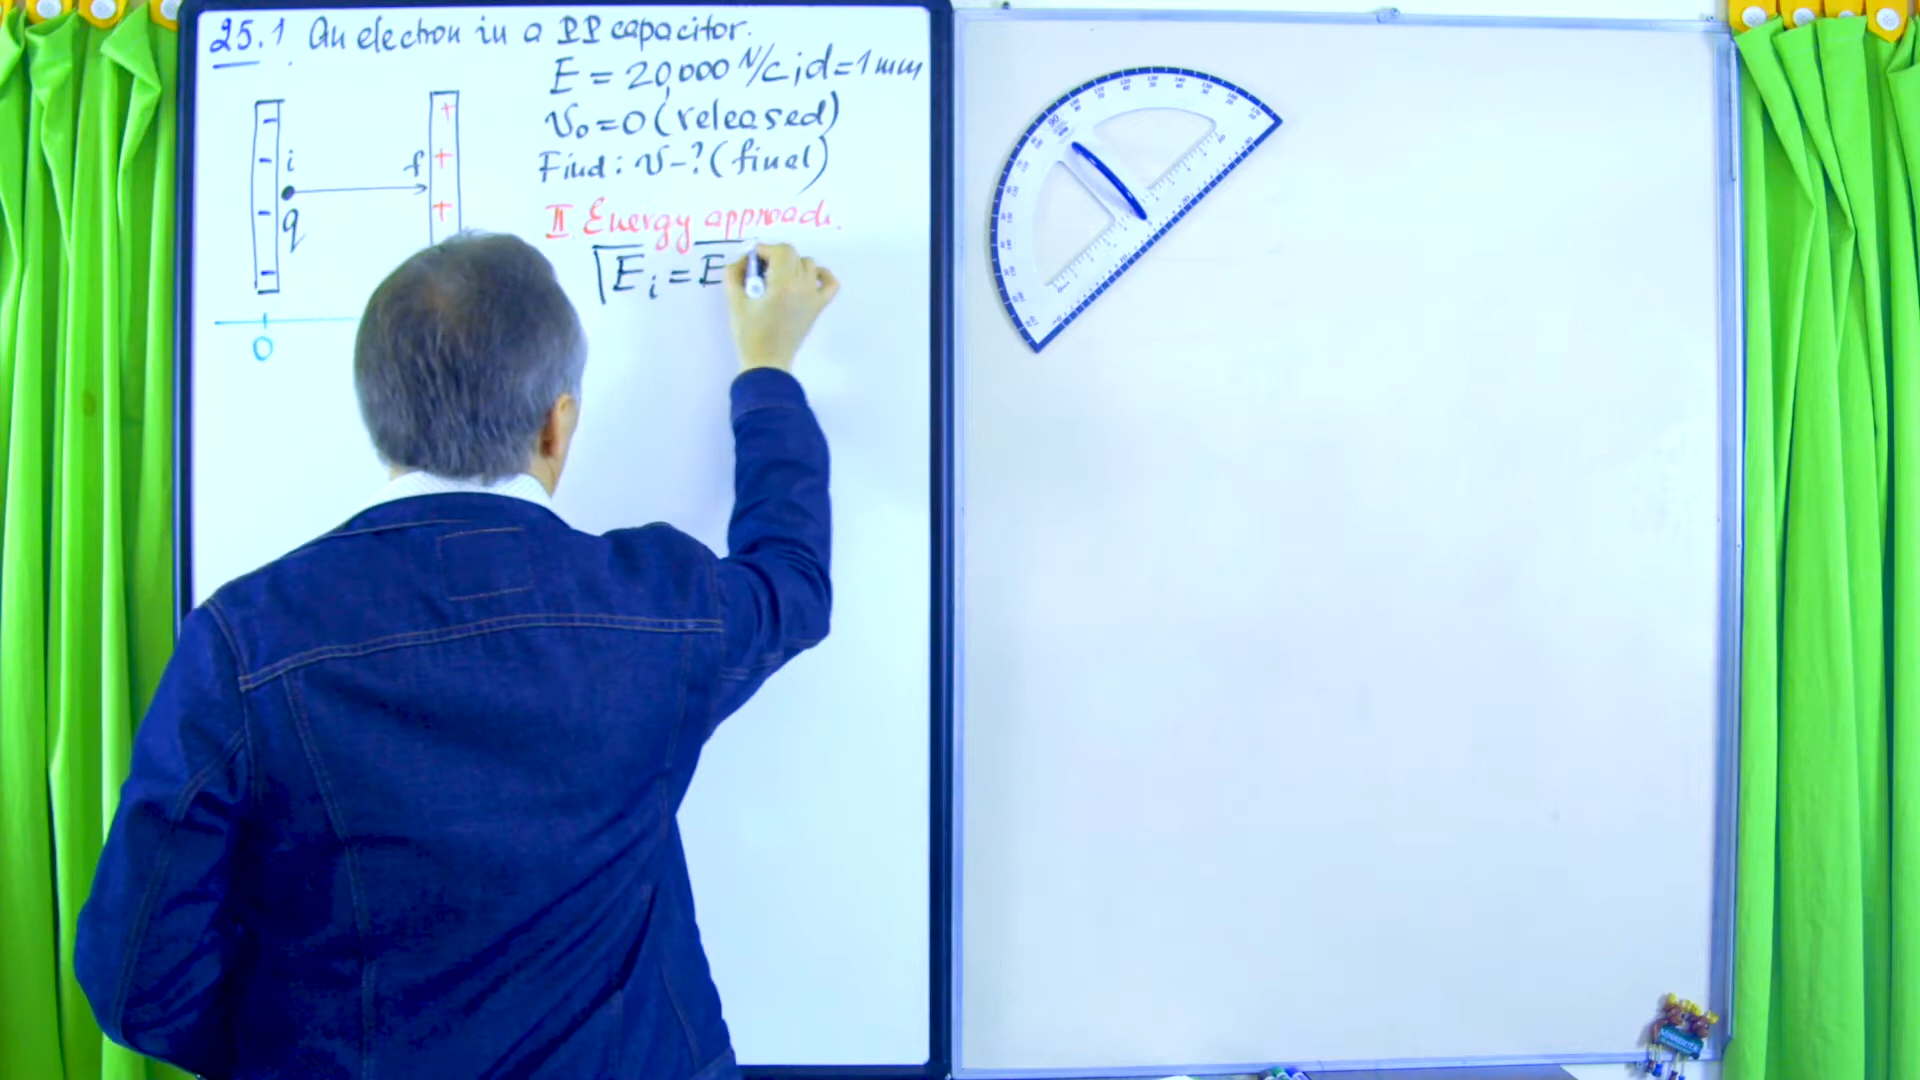 25.1 An electron in a PP capacitor.
E = 20,000 N/C ; d = 1 mm
v₀ = 0 (released)
Find: v - ? (final)
II Energy approach.
Eᵢ = E
- i f +
- +
- q +
-
0